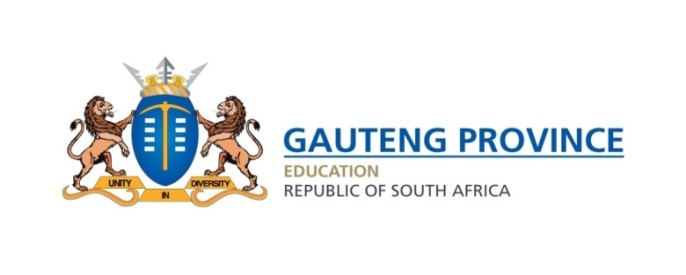 GAUTENG PROVINCE
EDUCATION
REPUBLIC OF SOUTH AFRICA
UNITY
IN
DIVERSITY